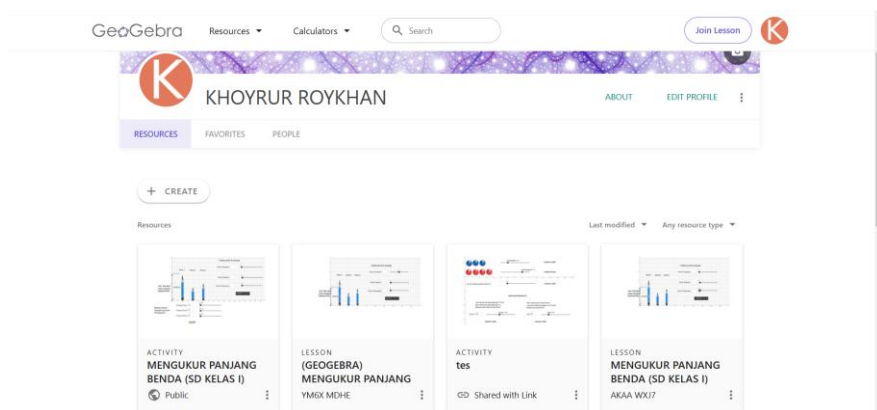 GeoGebra
Resources
Calculators
Search
Join Lesson
K
K
KHOYRUR ROYKHAN
ABOUT
EDIT PROFILE
RESOURCES
FAVORITES
PEOPLE
+ CREATE
Resources
Last modified
Any resource type
ACTIVITY
MENGUKUR PANJANG
BENDA (SD KELAS I)
Public
LESSON
(GEOGEBRA)
MENGUKUR PANJANG
YM6X MDHE
ACTIVITY
tes
Shared with Link
LESSON
MENGUKUR PANJANG
BENDA (SD KELAS I)
AKAA WXJ7